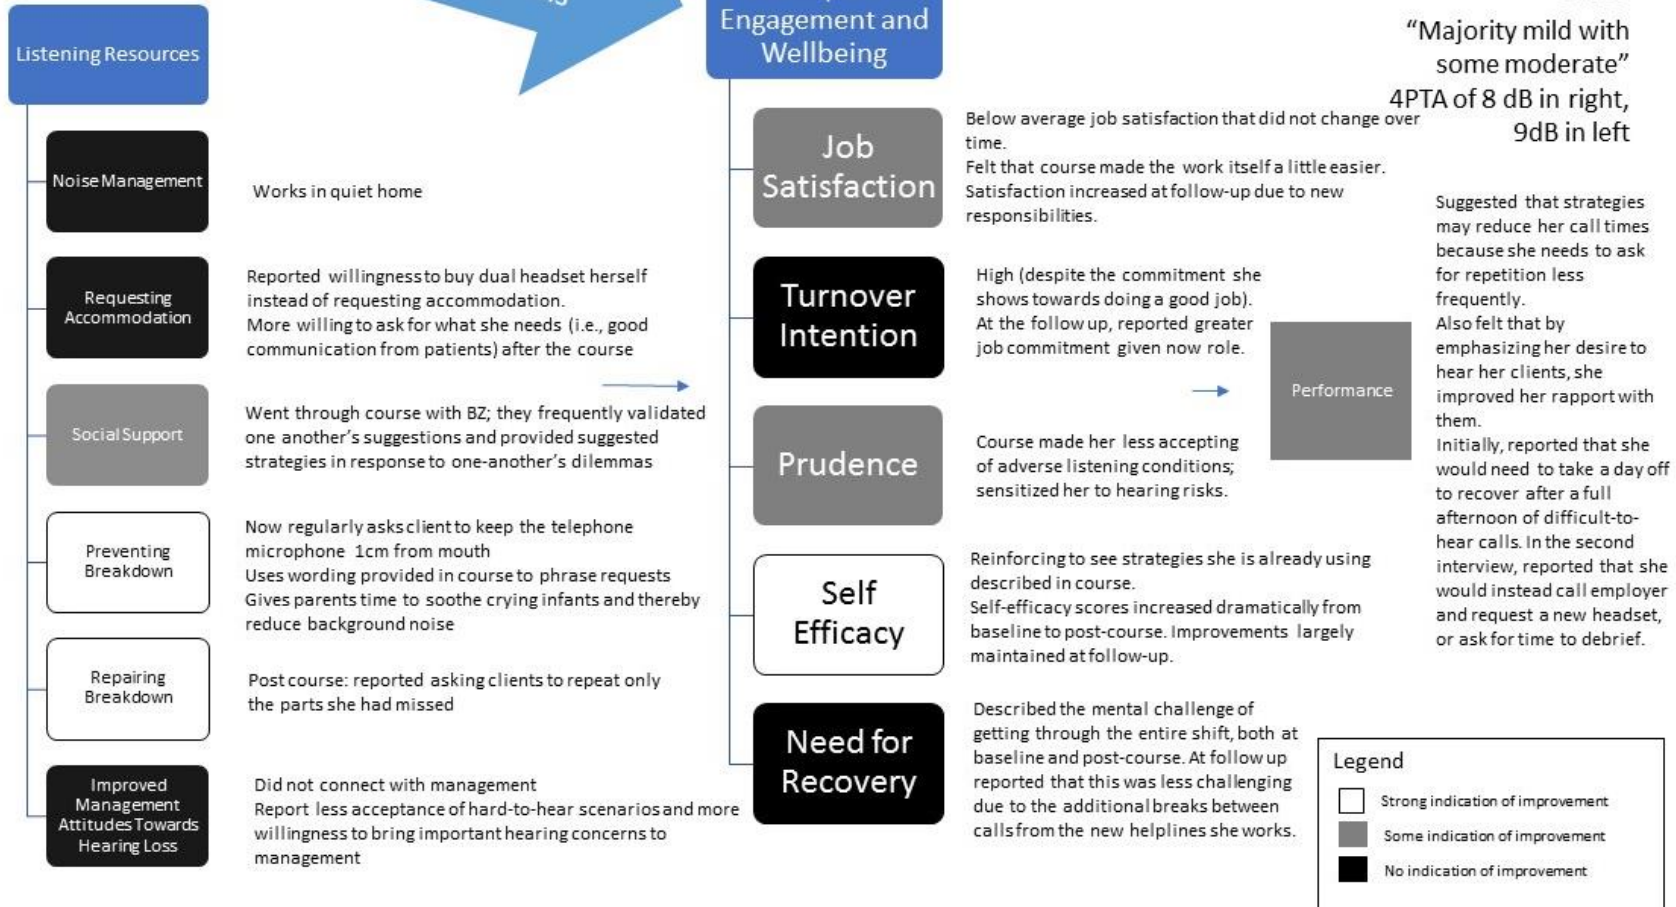 Listening Resources
Noise Management
Works in quiet home
Requesting
Accommodation
Reported willingness to buy dual headset herself
instead of requesting accommodation.
More willing to ask for what she needs (i.e., good
communication from patients) after the course
Social Support
Went through course with BZ; they frequently validated
one another's suggestions and provided suggested
strategies in response to one-another's dilemmas
Preventing
Breakdown
Now regularly asks client to keep the telephone
microphone 1cm from mouth
Uses wording provided in course to phrase requests
Gives parents time to soothe crying infants and thereby
reduce background noise
Repairing
Breakdown
Post course: reported asking clients to repeat only
the parts she had missed
Improved
Management
Attitudes Towards
Hearing Loss
Did not connect with management
Report less acceptance of hard-to-hear scenarios and more
willingness to bring important hearing concerns to
management
Engagement and
Wellbeing
Job
Satisfaction
Below average job satisfaction that did not change over
time.
Felt that course made the work itself a little easier.
Satisfaction increased at follow-up due to new
responsibilities.
Turnover
Intention
High (despite the commitment she
shows towards doing a good job).
At the follow up, reported greater
job commitment given now role.
Prudence
Course made her less accepting
of adverse listening conditions;
sensitized her to hearing risks.
Self
Efficacy
Reinforcing to see strategies she is already using
described in course.
Self-efficacy scores increased dramatically from
baseline to post-course. Improvements largely
maintained at follow-up.
Need for
Recovery
Described the mental challenge of
getting through the entire shift, both at
baseline and post-course. At follow up
reported that this was less challenging
due to the additional breaks between
calls from the new helplines she works.
Performance
"Majority mild with
some moderate"
4PTA of 8 dB in right,
9dB in left
Suggested that strategies
may reduce her call times
because she needs to ask
for repetition less
frequently.
Also felt that by
emphasizing her desire to
hear her clients, she
improved her rapport with
them.
Initially, reported that she
would need to take a day off
to recover after a full
afternoon of difficult-to-
hear calls. In the second
interview, reported that she
would instead call employer
and request a new headset,
or ask for time to debrief.
Legend
Strong indication of improvement
Some indication of improvement
No indication of improvement